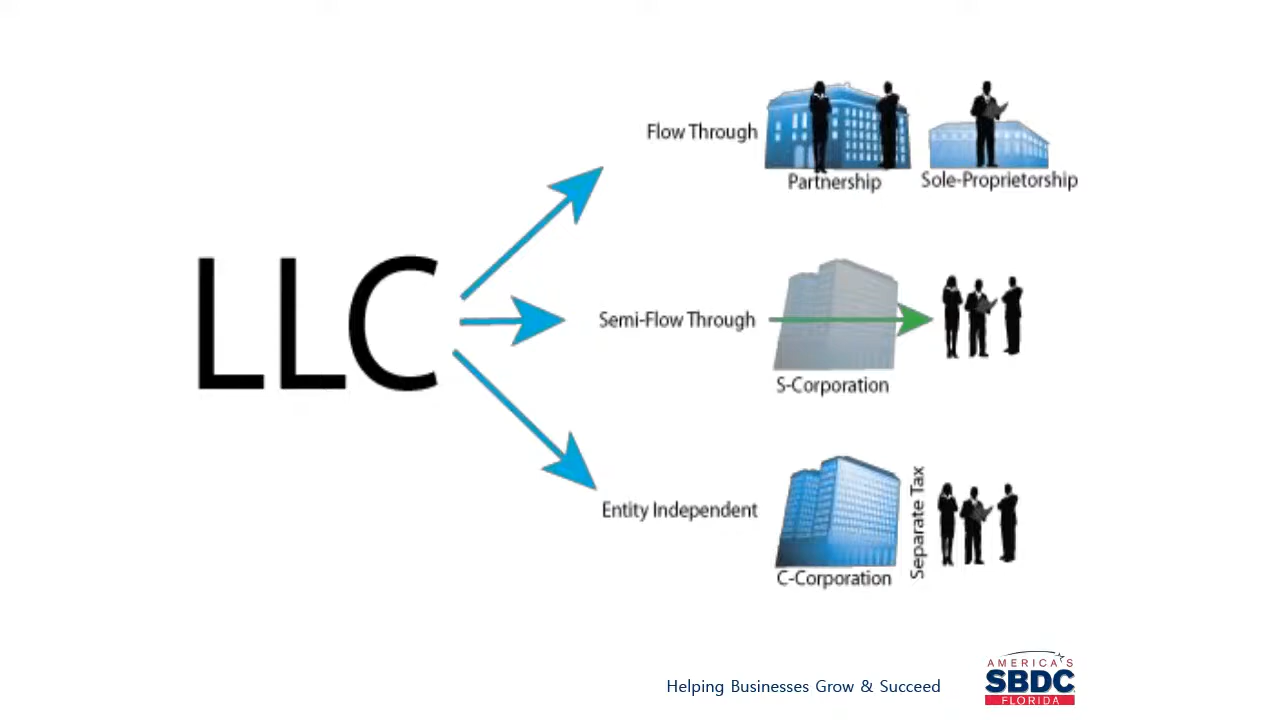 LLC
Flow Through
Partnership
Sole-Proprietorship
Semi-Flow Through
S-Corporation
Entity Independent
C-Corporation
Separate Tax
Helping Businesses Grow & Succeed
AMERICA'S
SBDC
FLORIDA